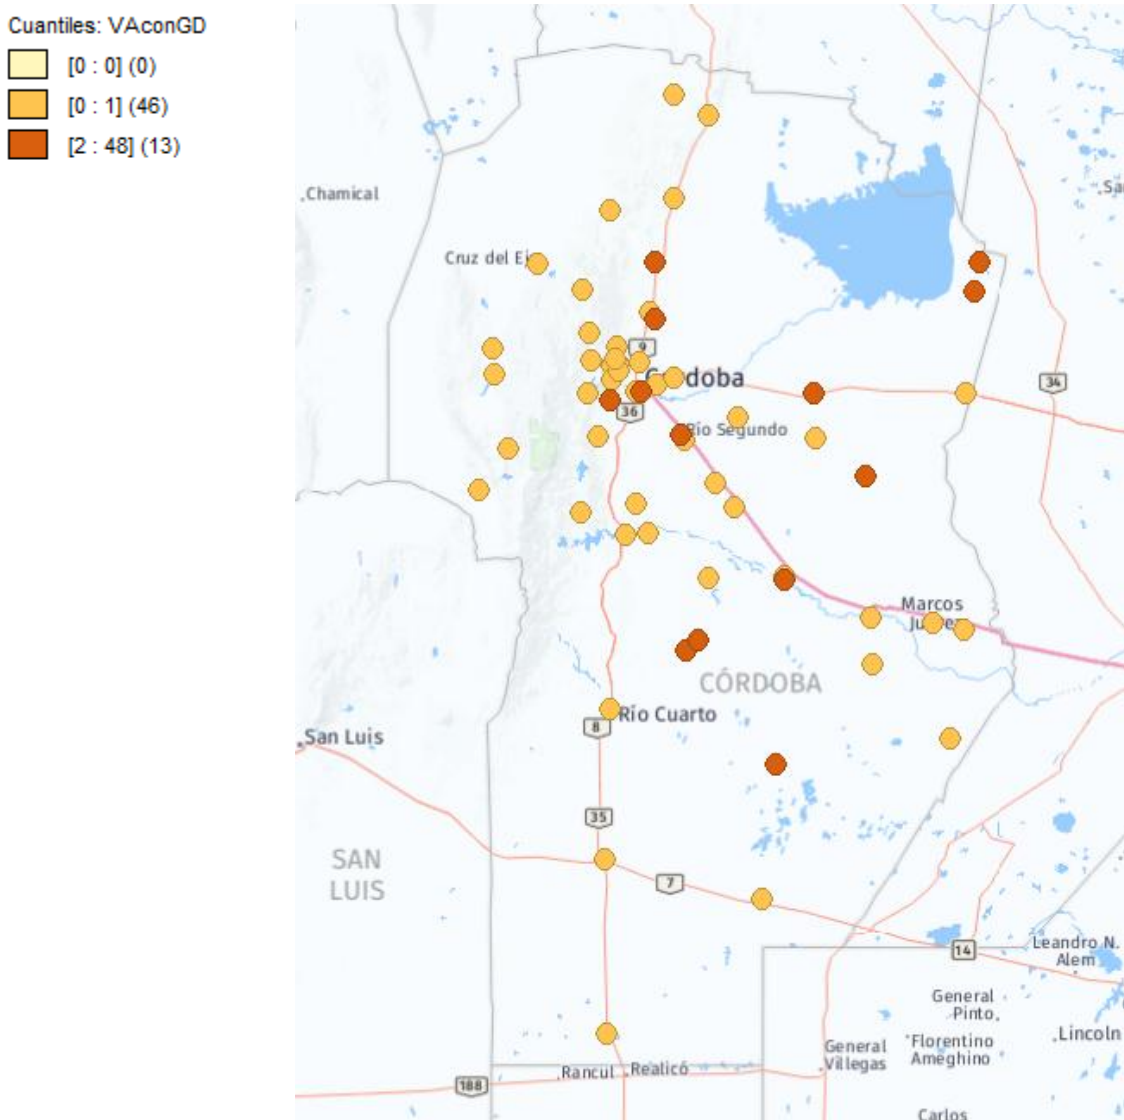 Cuantiles: VAconGD
[0 : 0] (0)
[0 : 1] (46)
[2 : 48] (13)
Chamical
Cruz del Ej
9
Córdoba
34
36
Río Segundo
Marcos
Juárez
CÓRDOBA
Río Cuarto
8
San Luis
35
SAN
LUIS
7
14
Leandro N.
Alem
General
Pinto
Lincoln
Florentino
Ameghino
General
Villegas
Rancul
Realicó
188
Carlos